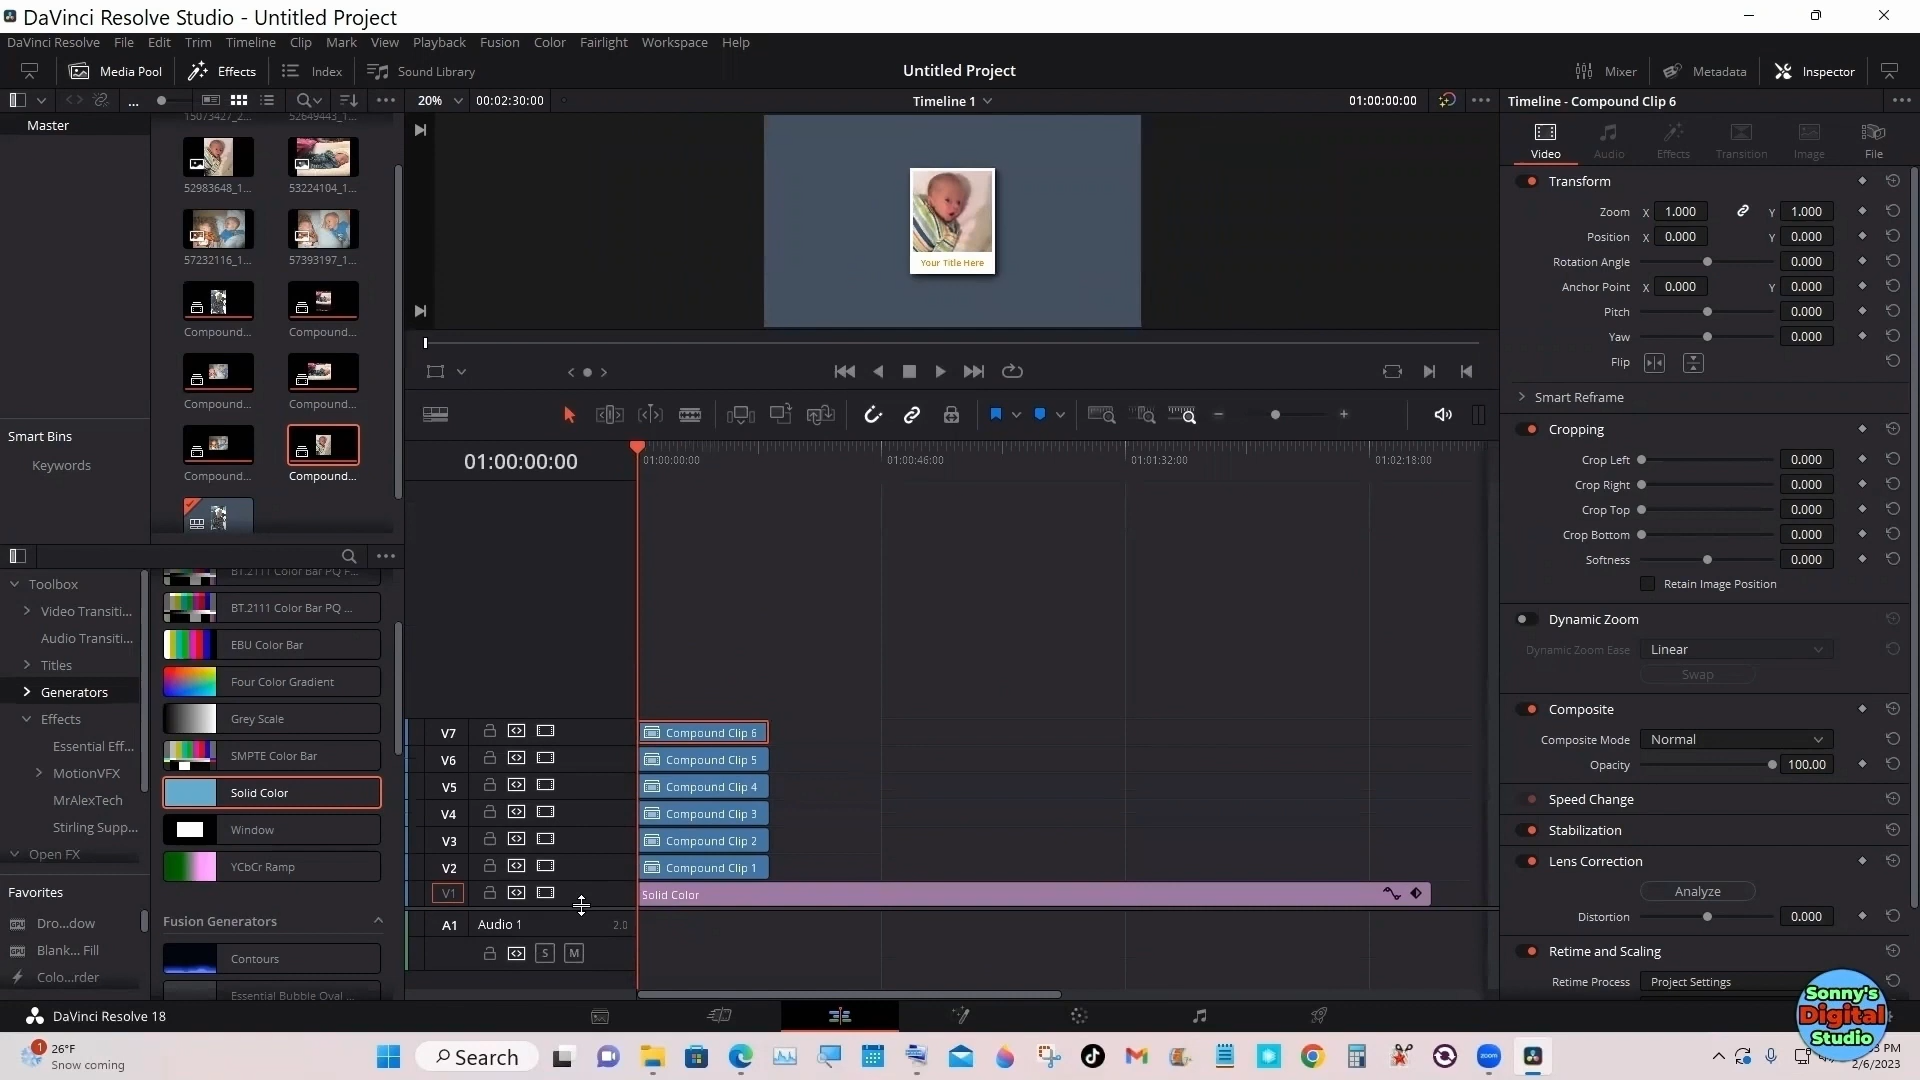 DaVinci Resolve Studio - Untitled Project
DaVinci Resolve File Edit Trim Timeline Clip Mark View Playback Fusion Color Fairlight Workspace Help
Media Pool Effects Index Sound Library Untitled Project Mixer Metadata Inspector
20% 00:02:30:00 Timeline 1 01:00:00:00 Timeline - Compound Clip 6
Master
15073427_2... 52649443_1...
Video Audio Effects Transition Image File
52983648_1... 53224104_1...
57232116_1... 57393197_1...
Compound... Compound...
Compound... Compound...
Compound... Compound...
Smart Bins
Keywords
Your Title Here
Transform
Zoom X 1.000 Y 1.000
Position X 0.000 Y 0.000
Rotation Angle 0.000
Anchor Point X 0.000 Y 0.000
Pitch 0.000
Yaw 0.000
Flip
Smart Reframe
Cropping
Crop Left 0.000
Crop Right 0.000
Crop Top 0.000
Crop Bottom 0.000
Softness 0.000
Retain Image Position
Dynamic Zoom
Dynamic Zoom Ease Linear
Swap
Composite
Composite Mode Normal
Opacity 100.00
Speed Change
Stabilization
Lens Correction
Analyze
Distortion 0.000
Retime and Scaling
Retime Process Project Settings
01:00:00:00 01:00:00:00 01:00:46:00 01:01:32:00 01:02:18:00
V7 Compound Clip 6
V6 Compound Clip 5
V5 Compound Clip 4
V4 Compound Clip 3
V3 Compound Clip 2
V2 Compound Clip 1
V1 Solid Color
A1 Audio 1 2.0
S M
Toolbox
Video Transiti...
Audio Transiti...
Titles
Generators
Effects
Essential Eff...
MotionVFX
MrAlexTech
Stirling Supp...
Open FX
Favorites
Dro...dow
Blank... Fill
Colo...rder
BT.2111 Color Bar PQ F...
BT.2111 Color Bar PQ ...
EBU Color Bar
Four Color Gradient
Grey Scale
SMPTE Color Bar
Solid Color
Window
YCbCr Ramp
Fusion Generators
Contours
Essential Bubble Oval ...
DaVinci Resolve 18
Sonny's
Digital
Studio
1
26°F
Snow coming
Search
zoom
PM
2/6/2023